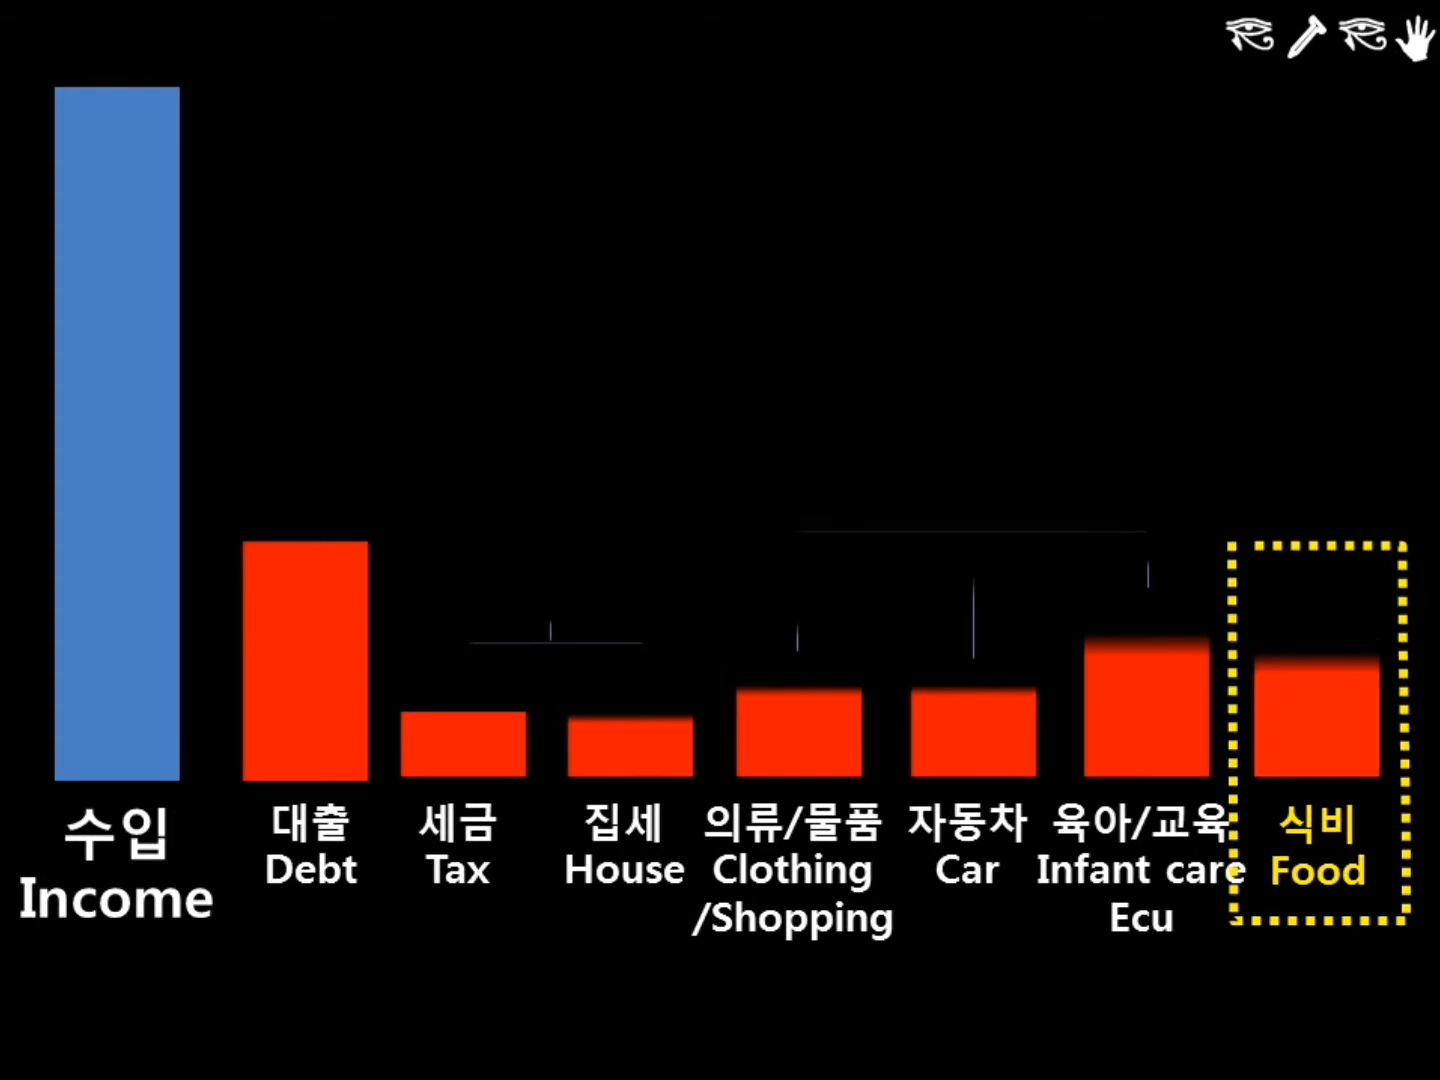 수입
Income
대출
Debt
세금
Tax
집세
House
의류/물품
Clothing
/Shopping
자동차
Car
육아/교육
Infant care
Ecu
식비
Food